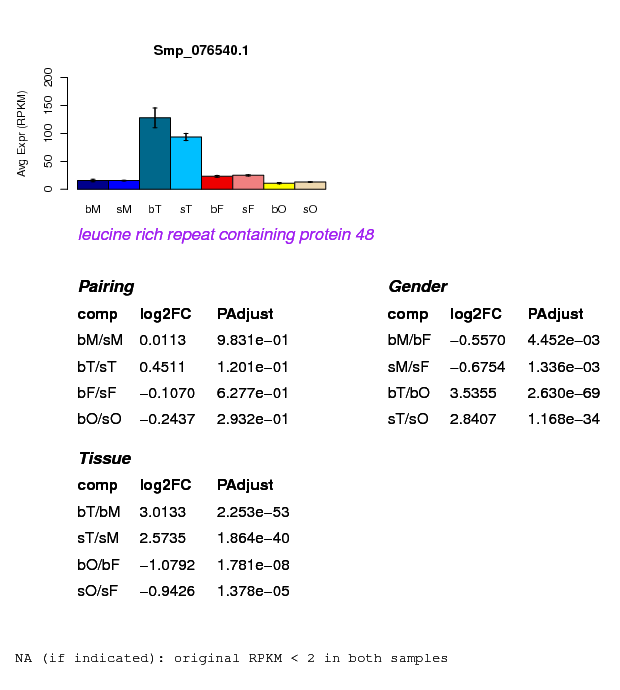 Smp_076540.1
Avg Expr (RPKM)
200
150
100
50
0
bM sM bT sT bF sF bO sO
leucine rich repeat containing protein 48
Pairing
comp log2FC PAdjust
bM/sM 0.0113 9.831e−01
bT/sT 0.4511 1.201e−01
bF/sF −0.1070 6.277e−01
bO/sO −0.2437 2.932e−01
Gender
comp log2FC PAdjust
bM/bF −0.5570 4.452e−03
sM/sF −0.6754 1.336e−03
bT/bO 3.5355 2.630e−69
sT/sO 2.8407 1.168e−34
Tissue
comp log2FC PAdjust
bT/bM 3.0133 2.253e−53
sT/sM 2.5735 1.864e−40
bO/bF −1.0792 1.781e−08
sO/sF −0.9426 1.378e−05
NA (if indicated): original RPKM < 2 in both samples